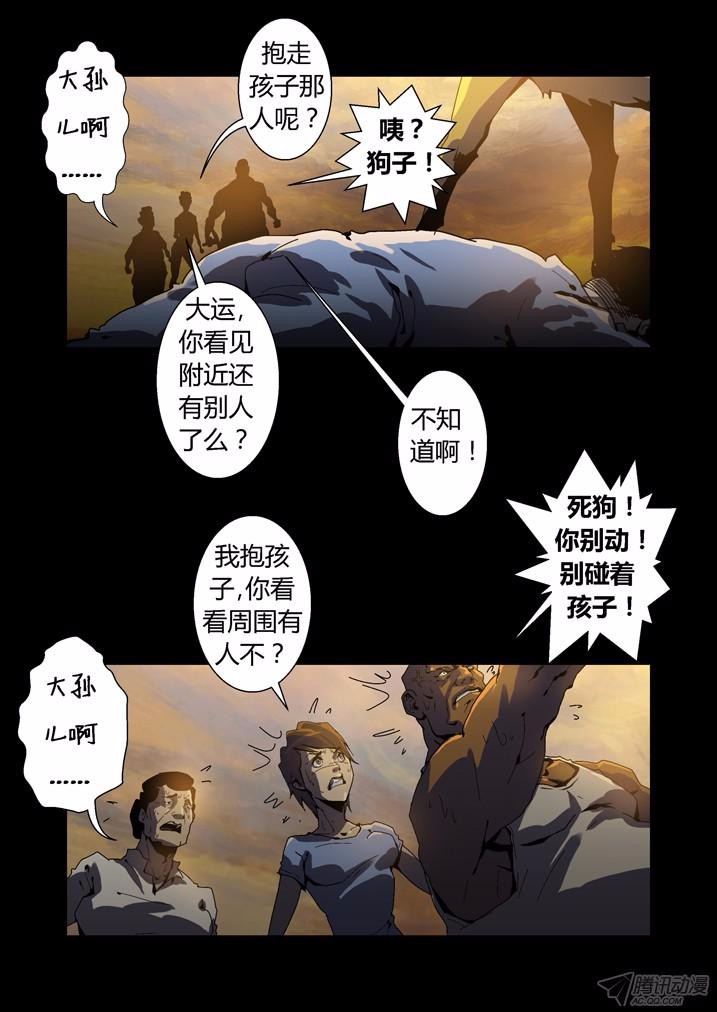 大孙
儿啊
……
抱走
孩子那
人呢？
咦？
狗子！
大运，
你看见
附近还
有别人
了么？
不知
道啊！
死狗！
你别动！
别碰着
孩子！
我抱孩
子，你看
看周围有
人不？
大孙
儿啊
……
腾讯动漫